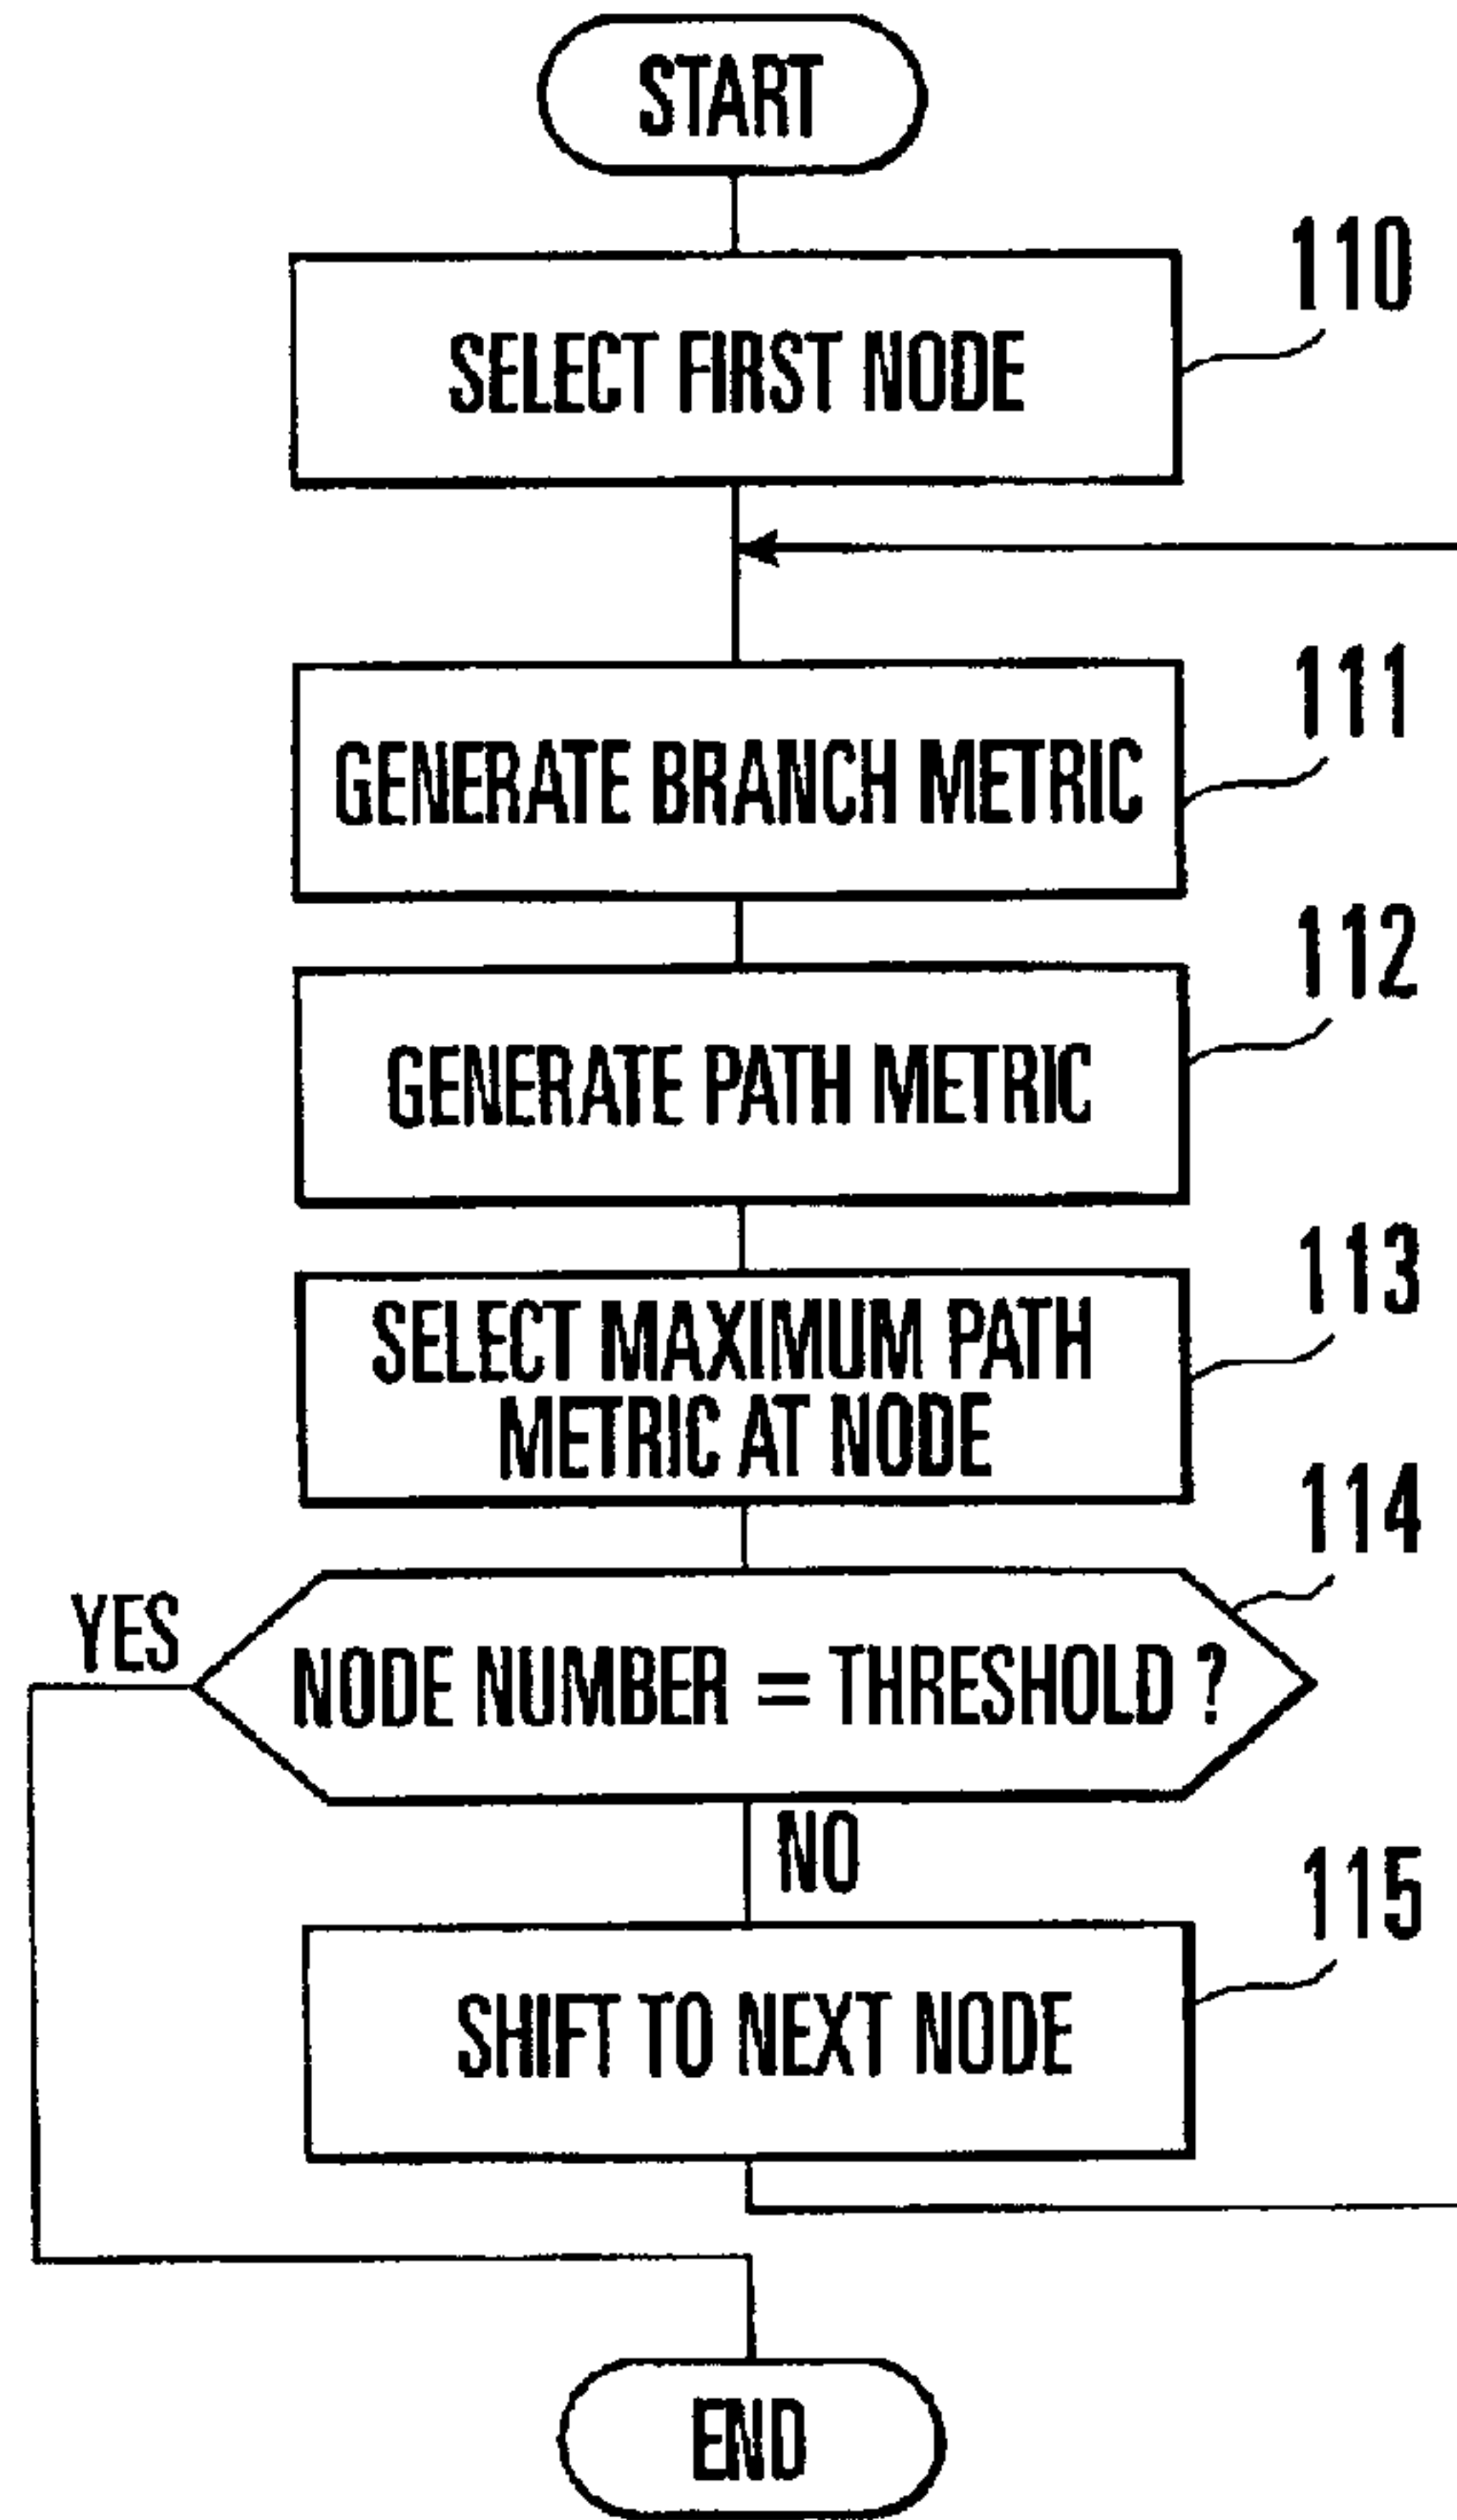 START
110
SELECT FIRST NODE
111
GENERATE BRANCH METRIC
112
GENERATE PATH METRIC
113
SELECT MAXIMUM PATH
METRIC AT NODE
114
YES
NODE NUMBER = THRESHOLD ?
NO
115
SHIFT TO NEXT NODE
END